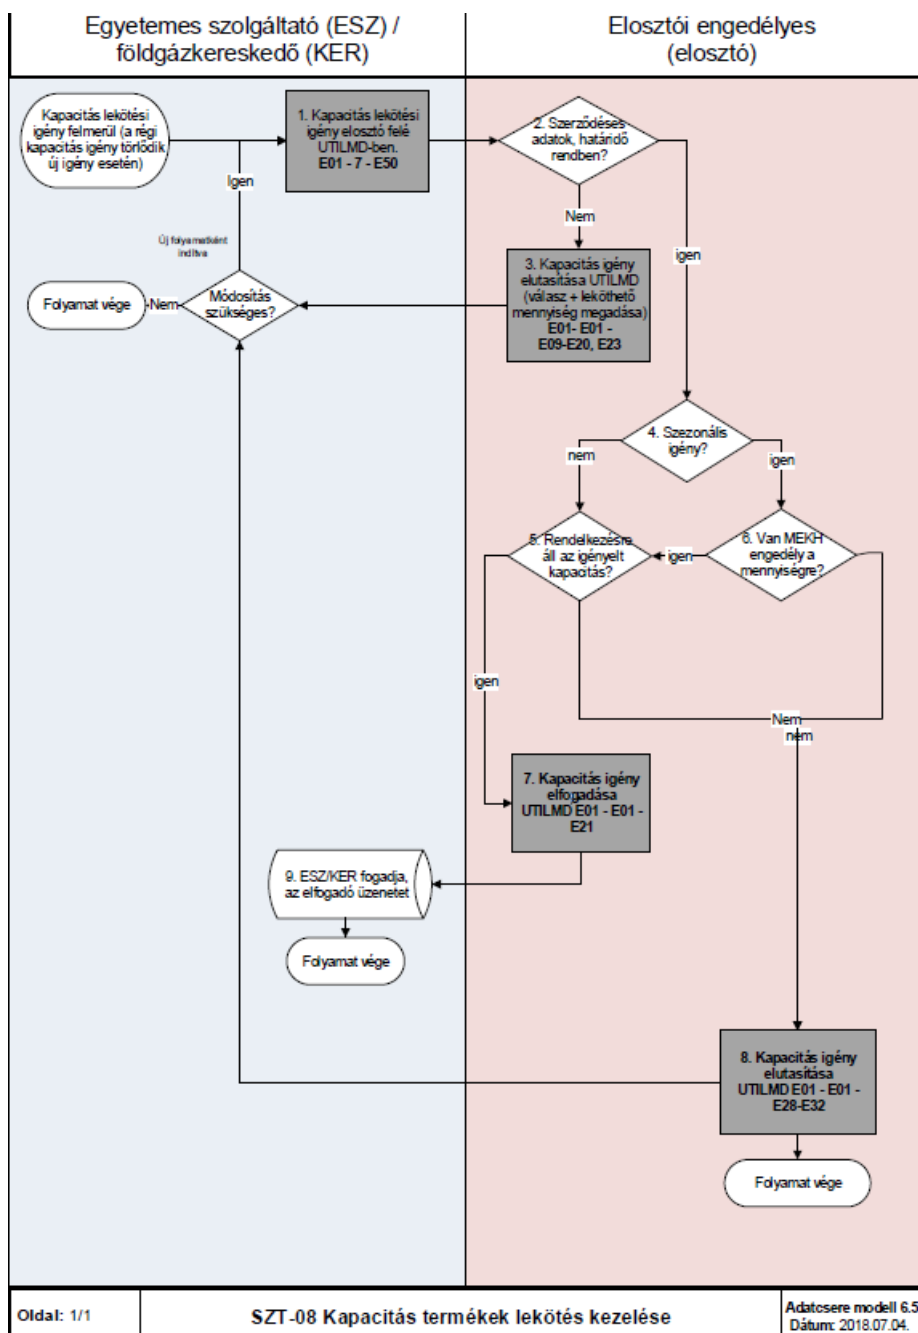 Egyetemes szolgáltató (ESZ) /
földgázkereskedő (KER)
Elosztói engedélyes
(elosztó)
Kapacitás lekötési
igény felmerül (a régi
kapacitás igény törlődik
új igény esetén)
1. Kapacitás lekötési
igény elosztó felé
UTILMD-ben.
E01 - 7 - E50
2. Szerződéses
adatok, határidő
rendben?
Igen
Nem
igen
Új folyamatként
indítva
3. Kapacitás igény
elutasítása UTILMD
(válasz + leköthető
mennyiség megadása)
E01- E01 -
E09-E20, E23
Módosítás
szükséges?
Nem
Folyamat vége
4. Szezonális
igény?
nem
igen
5. Rendelkezésre
áll az igényelt
kapacitás?
igen
6. Van MEKH
engedély a
mennyiségre?
igen
Nem
nem
7. Kapacitás igény
elfogadása
UTILMD E01 - E01 -
E21
9. ESZ/KER fogadja,
az elfogadó üzenetet
Folyamat vége
8. Kapacitás igény
elutasítása
UTILMD E01 - E01 -
E28-E32
Folyamat vége
Oldal: 1/1
SZT-08 Kapacitás termékek lekötés kezelése
Adatcsere modell 6.5
Dátum: 2018.07.04.